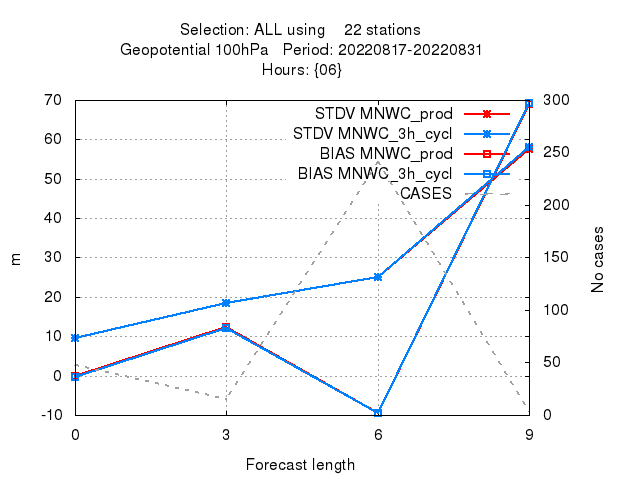 Selection: ALL using 22 stations
Geopotential 100hPa Period: 20220817-20220831
Hours: {06}
70 300
STDV MNWC_prod
60 STDV MNWC_3h_cycl
BIAS MNWC_prod 250
50 BIAS MNWC_3h_cycl
CASES
40 200
30 150
m No cases
20 100
10 50
0
-10 0
0 3 6 9
Forecast length